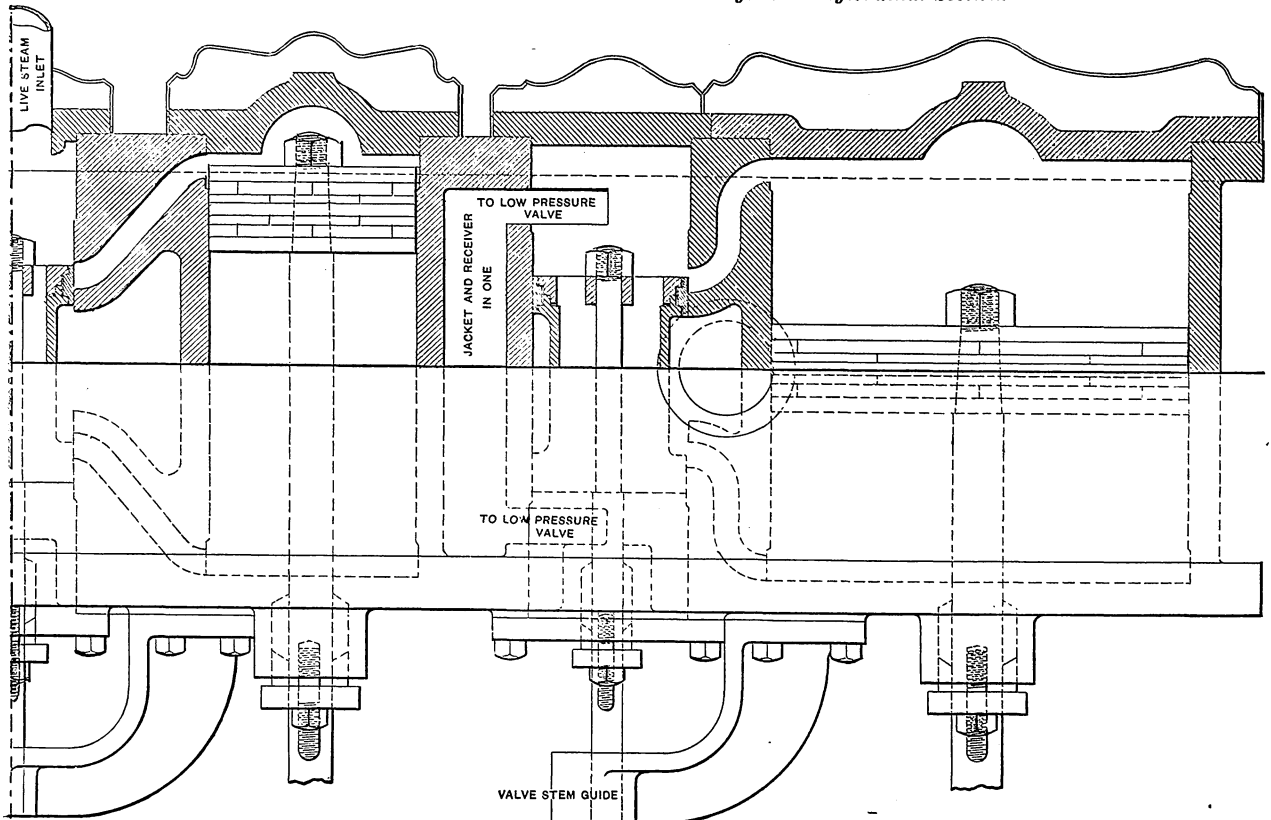 LIVE STEAM
INLET
TO LOW PRESSURE
VALVE
JACKET AND RECEIVER
IN ONE
TO LOW PRESSURE
VALVE
VALVE STEM GUIDE